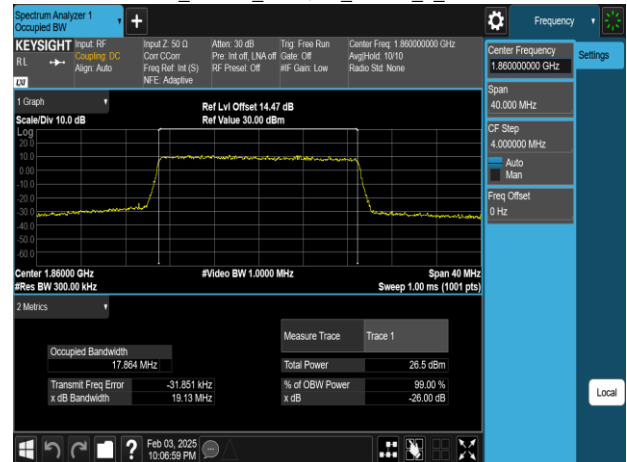 Spectrum Analyzer 1
Occupied BW
Frequency
KEYSIGHT
RL
LXI
Input: RF
Coupling: DC
Align: Auto
Input Z: 50 Ω
Corr CCorr
Freq Ref: Int (S)
NFE: Adaptive
Atten: 30 dB
Pre: Int off, LNA off
RF Presel: Off
Trig: Free Run
Gate: Off
#IF Gain: Low
Center Freq: 1.860000000 GHz
Avg|Hold: 10/10
Radio Std: None
Center Frequency
1.860000000 GHz
Settings
Span
40.000 MHz
CF Step
4.000000 MHz
Auto
Man
Freq Offset
0 Hz
1 Graph
Scale/Div 10.0 dB
Ref Lvl Offset 14.47 dB
Ref Value 30.00 dBm
Log
20.0
10.0
0.00
-10.0
-20.0
-30.0
-40.0
-50.0
-60.0
Center 1.86000 GHz
#Video BW 1.0000 MHz
Span 40 MHz
#Res BW 300.00 kHz
Sweep 1.00 ms (1001 pts)
2 Metrics
Measure Trace
Trace 1
Occupied Bandwidth
17.864 MHz
Total Power
26.5 dBm
Transmit Freq Error
-31.851 kHz
% of OBW Power
99.00 %
x dB Bandwidth
19.13 MHz
x dB
-26.00 dB
Local
?
Feb 03, 2025
10:06:59 PM